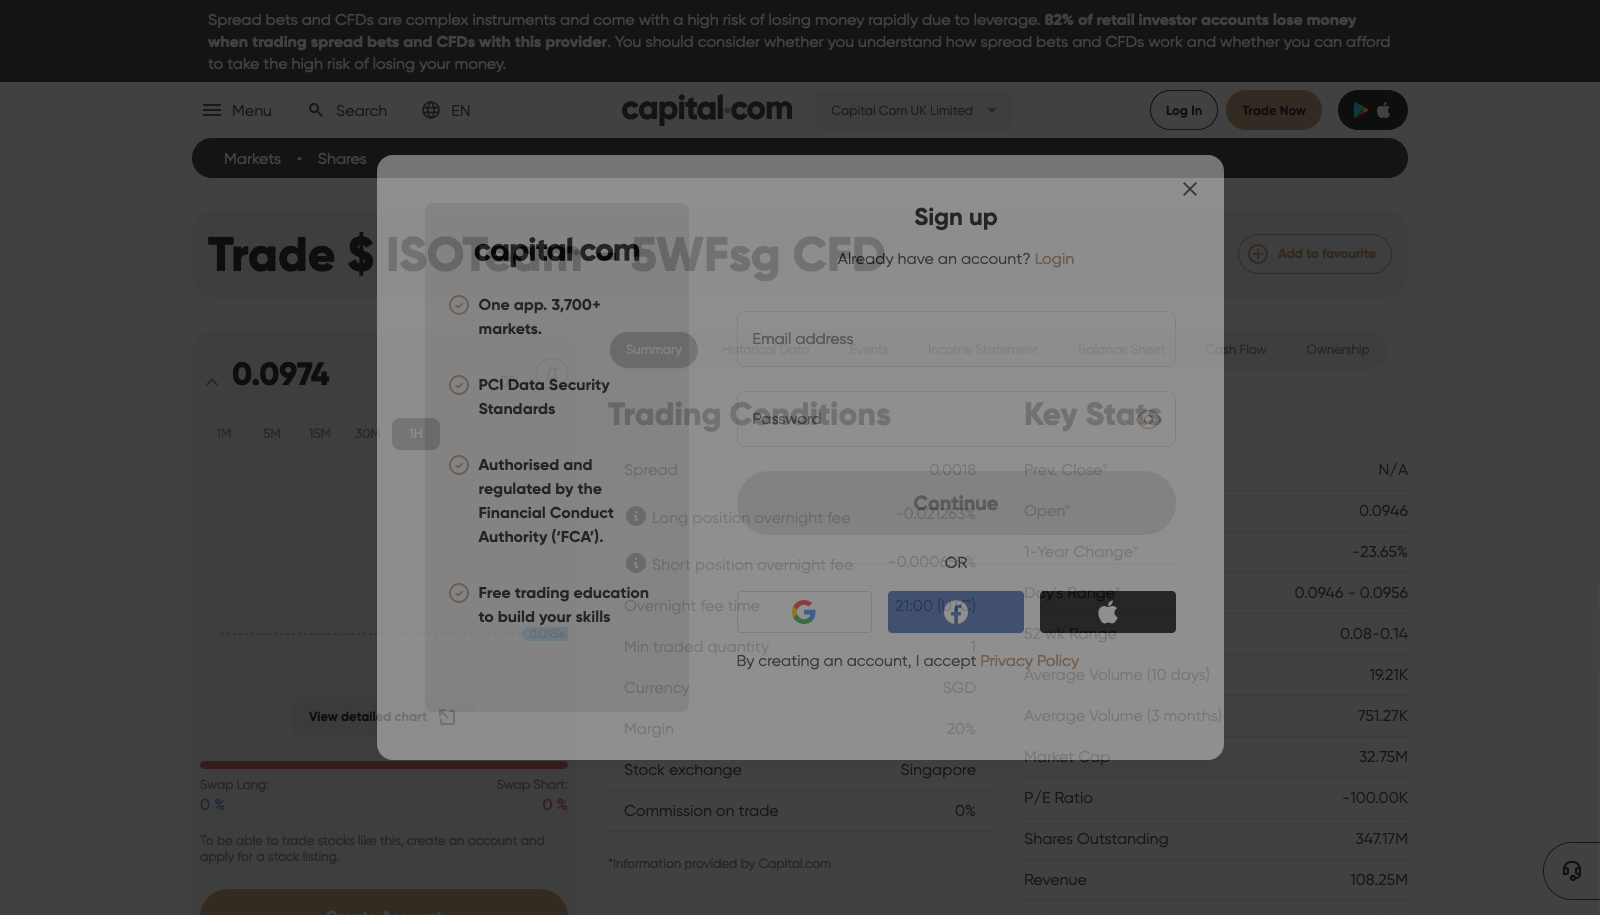 Spread bets and CFDs are complex instruments and come with a high risk of losing money rapidly due to leverage. 82% of retail investor accounts lose money
when trading spread bets and CFDs with this provider. You should consider whether you understand how spread bets and CFDs work and whether you can afford
to take the high risk of losing your money.
Menu
Search
EN
capital.com
Capital Com UK Limited
Log In
Trade Now
Markets • Shares
Trade $ ISOTeam - 5WFsg CFD
Add to favourite
capital.com
One app. 3,700+
markets.
PCI Data Security
Standards
Authorised and
regulated by the
Financial Conduct
Authority (‘FCA’).
Free trading education
to build your skills
Sign up
Already have an account? Login
Email address
Password
Continue
OR
By creating an account, I accept Privacy Policy
0.0974
1M
5M
15M
30M
1H
0.0956
View detailed chart
Swap Long:
Swap Short:
0 %
0 %
To be able to trade stocks like this, create an account and
apply for a stock listing.
Create Account
Summary
Historical Data
Events
Income Statement
Balance Sheet
Cash Flow
Ownership
Trading Conditions
Spread 0.0018
Long position overnight fee -0.021263%
Short position overnight fee
Overnight fee time 21:00 (UTC)
Min traded quantity 1
Currency SGD
Margin 20%
Stock exchange Singapore
Commission on trade 0%
*Information provided by Capital.com
Key Stats
Prev. Close* N/A
Open* 0.0946
1-Year Change* -23.65%
Day's Range* 0.0946 - 0.0956
52 wk Range 0.08-0.14
Average Volume (10 days) 19.21K
Average Volume (3 months) 751.27K
Market Cap 32.75M
P/E Ratio -100.00K
Shares Outstanding 347.17M
Revenue 108.25M